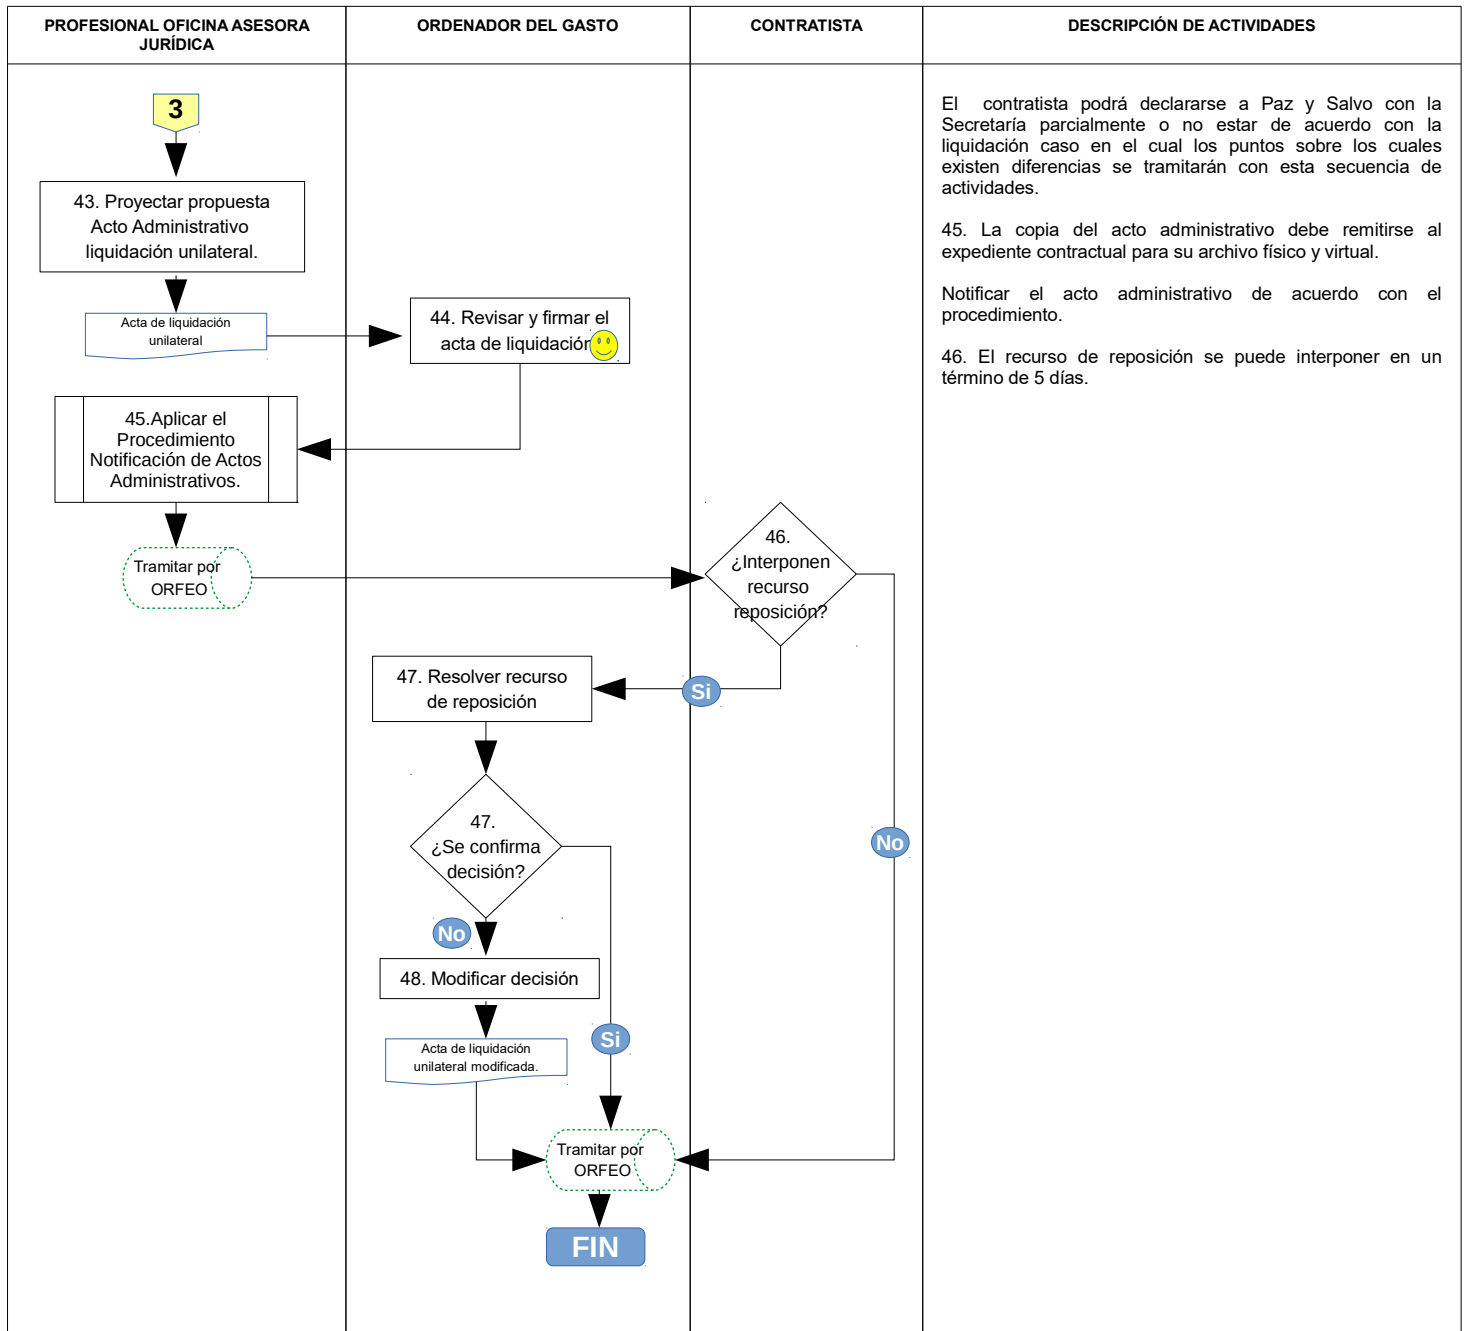 PROFESIONAL OFICINA ASESORA
JURÍDICA
ORDENADOR DEL GASTO
CONTRATISTA
DESCRIPCIÓN DE ACTIVIDADES
3
43. Proyectar propuesta
Acto Administrativo
liquidación unilateral.
Acta de liquidación
unilateral
44. Revisar y firmar el
acta de liquidación
45.Aplicar el
Procedimiento
Notificación de Actos
Administrativos.
Tramitar por
ORFEO
46.
¿Interponen
recurso
reposición?
Si
No
47. Resolver recurso
de reposición
47.
¿Se confirma
decisión?
No
Si
48. Modificar decisión
Acta de liquidación
unilateral modificada.
Tramitar por
ORFEO
FIN
El contratista podrá declararse a Paz y Salvo con la
Secretaría parcialmente o no estar de acuerdo con la
liquidación caso en el cual los puntos sobre los cuales
existen diferencias se tramitarán con esta secuencia de
actividades.
45. La copia del acto administrativo debe remitirse al
expediente contractual para su archivo físico y virtual.
Notificar el acto administrativo de acuerdo con el
procedimiento.
46. El recurso de reposición se puede interponer en un
término de 5 días.